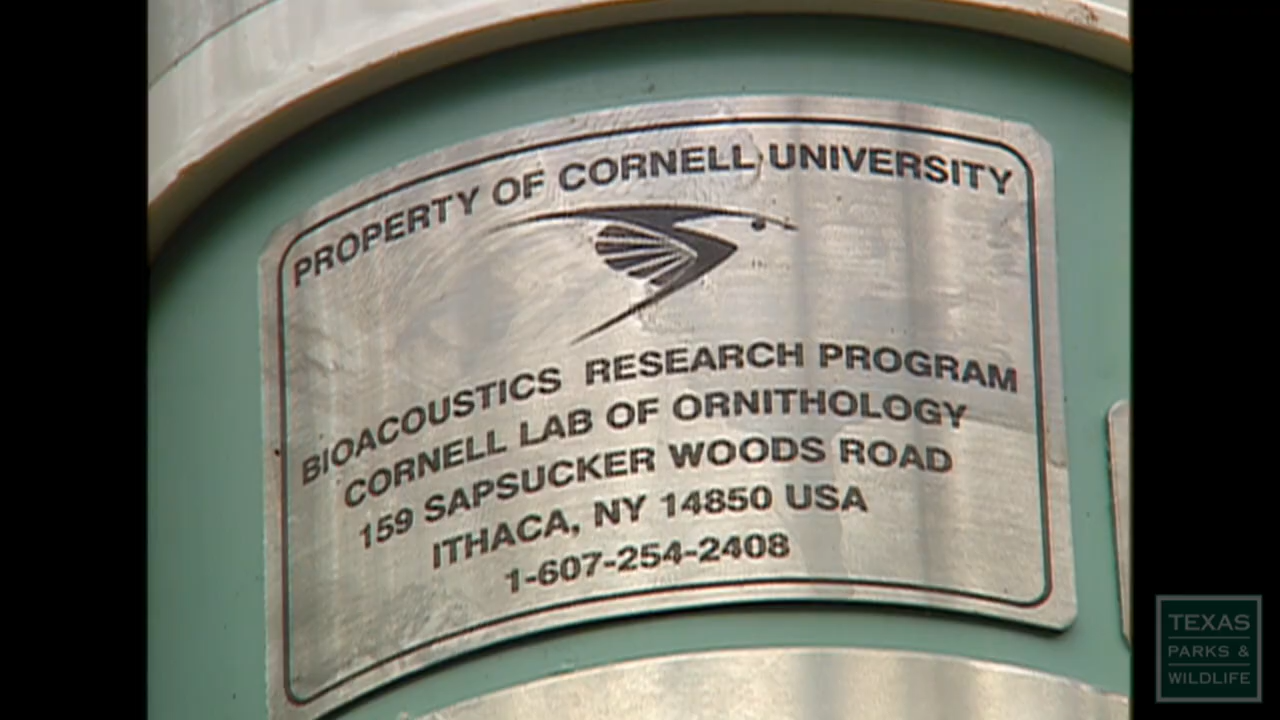 PROPERTY OF CORNELL UNIVERSITY
BIOACOUSTICS RESEARCH PROGRAM
CORNELL LAB OF ORNITHOLOGY
159 SAPSUCKER WOODS ROAD
ITHACA, NY 14850 USA
1-607-254-2408
TEXAS
PARKS &
WILDLIFE